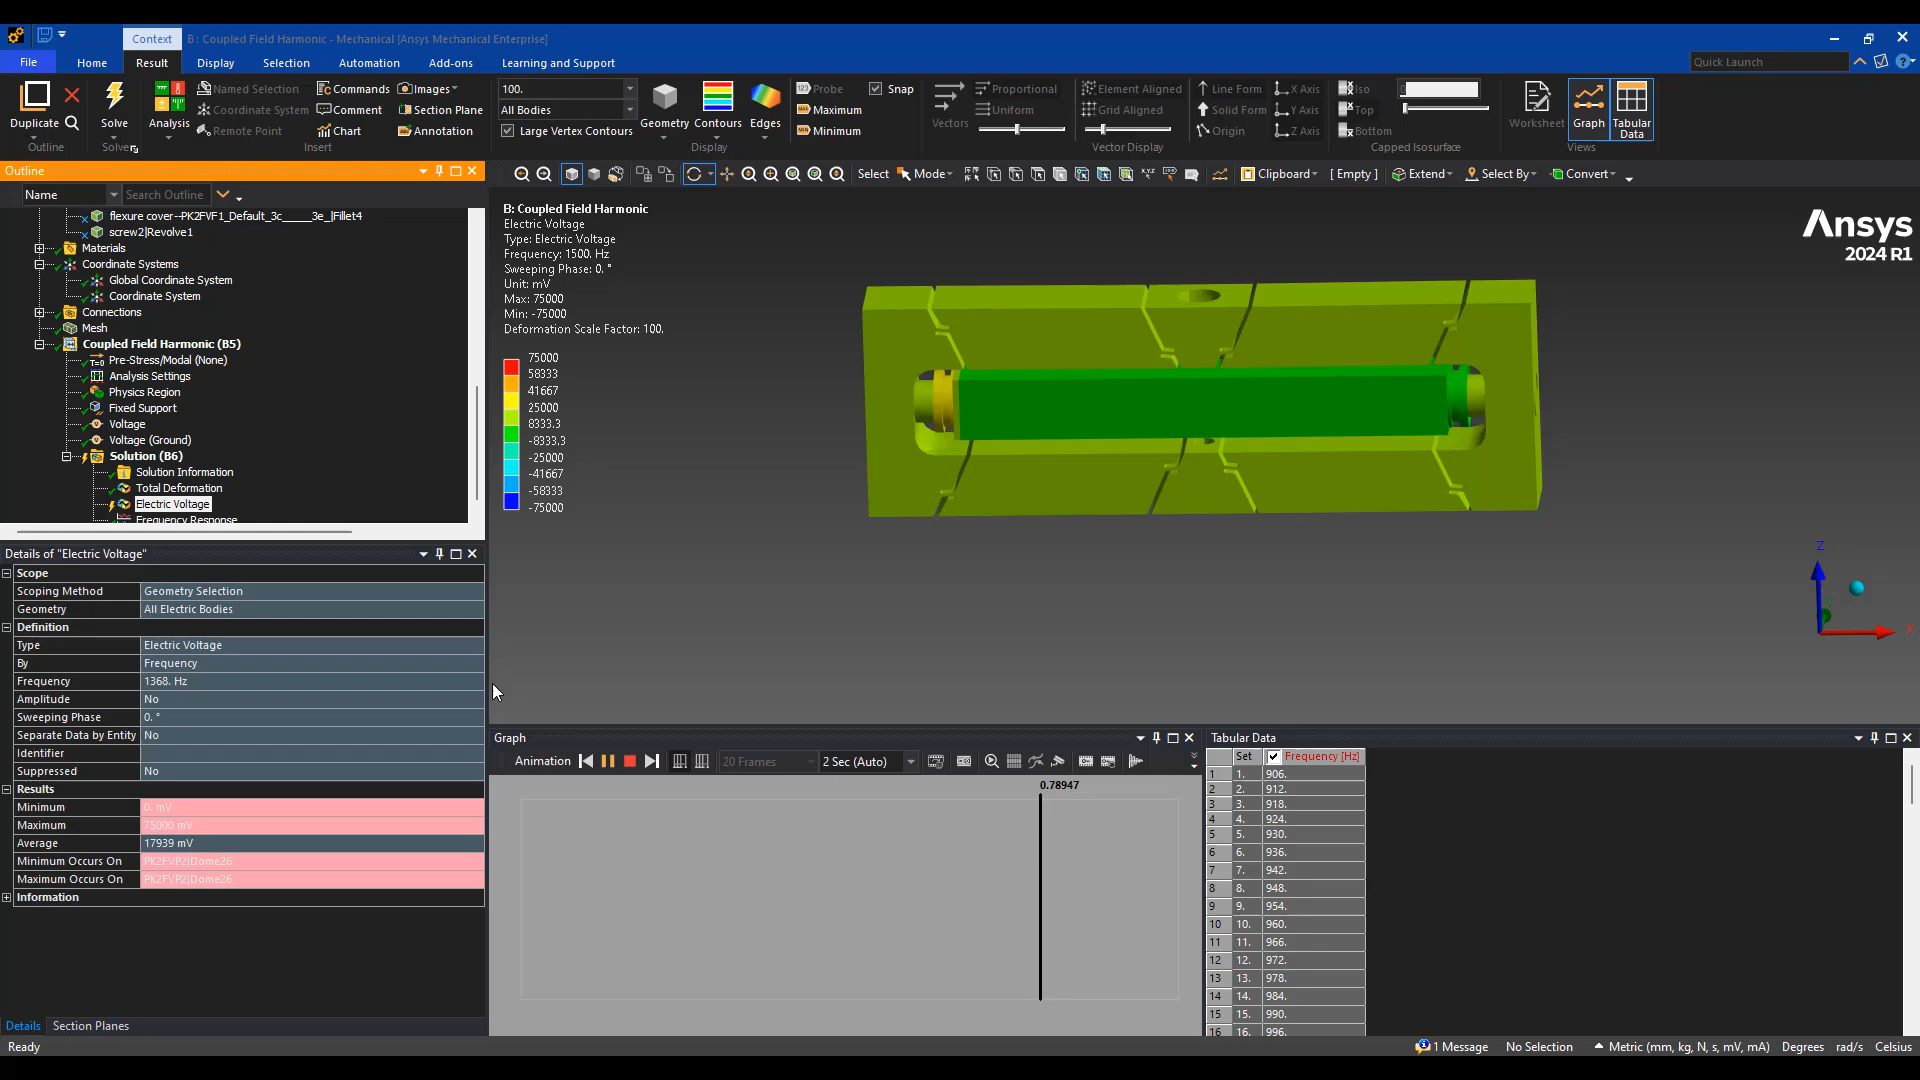 Context
B : Coupled Field Harmonic - Mechanical [Ansys Mechanical Enterprise]
File Home Result Display Selection Automation Add-ons Learning and Support
Quick Launch
Duplicate
Outline
Solve
Solve
Analysis
Named Selection
Coordinate System
Remote Point
Commands
Comment
Chart
Images
Section Plane
Annotation
Insert
100.
All Bodies
Large Vertex Contours
Geometry
Contours
Edges
Display
Probe
Maximum
Minimum
Snap
Vectors
Proportional
Uniform
Element Aligned
Grid Aligned
Line Form
Solid Form
Origin
X Axis
Y Axis
Z Axis
Vector Display
Iso
Top
Bottom
0
Capped Isosurface
Worksheet
Graph
Tabular
Data
Views
Outline
Name
Search Outline
Select Mode Clipboard [ Empty ] Extend Select By Convert
flexure cover--PK2FVF1_Default_3c_____3e_|Fillet4
screw2|Revolve1
Materials
Coordinate Systems
Global Coordinate System
Coordinate System
Connections
Mesh
Coupled Field Harmonic (B5)
T=0 Pre-Stress/Modal (None)
Analysis Settings
Physics Region
Fixed Support
Voltage
Voltage (Ground)
Solution (B6)
Solution Information
Total Deformation
Electric Voltage
Frequency Response
B: Coupled Field Harmonic
Electric Voltage
Type: Electric Voltage
Frequency: 1500. Hz
Sweeping Phase: 0. °
Unit: mV
Max: 75000
Min: -75000
Deformation Scale Factor: 100.
75000
58333
41667
25000
8333.3
-8333.3
-25000
-41667
-58333
-75000
Ansys
2024 R1
Z
X
Details of "Electric Voltage"
Scope
Scoping Method Geometry Selection
Geometry All Electric Bodies
Definition
Type Electric Voltage
By Frequency
Frequency 1368. Hz
Amplitude No
Sweeping Phase 0. °
Separate Data by Entity No
Identifier
Suppressed No
Results
Minimum 0. mV
Maximum 75000 mV
Average 17939 mV
Minimum Occurs On PK2FVP2|Dome26
Maximum Occurs On PK2FVP2|Dome26
Information
Details Section Planes
Graph
Animation 20 Frames 2 Sec (Auto)
0.78947
Tabular Data
Set Frequency [Hz]
1 1. 906.
2 2. 912.
3 3. 918.
4 4. 924.
5 5. 930.
6 6. 936.
7 7. 942.
8 8. 948.
9 9. 954.
10 10. 960.
11 11. 966.
12 12. 972.
13 13. 978.
14 14. 984.
15 15. 990.
16 16. 996.
Ready
1 Message No Selection Metric (mm, kg, N, s, mV, mA) Degrees rad/s Celsius